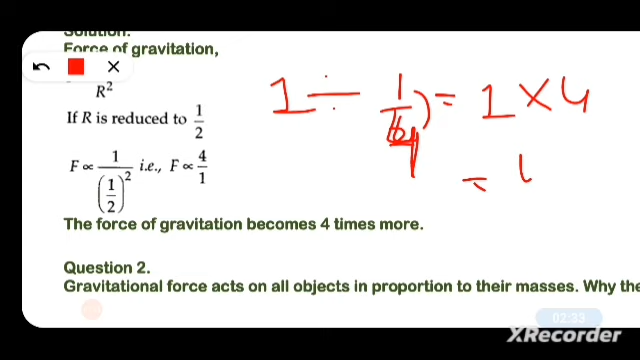 Solution.
Force of gravitation,
R²
If R is reduced to 1/2
F ∝ 1/(1/2)² i.e., F ∝ 4/1
The force of gravitation becomes 4 times more.
1 ÷ 1/4) = 1 × 4
=
Question 2.
Gravitational force acts on all objects in proportion to their masses. Why the
02:33
XRecorder